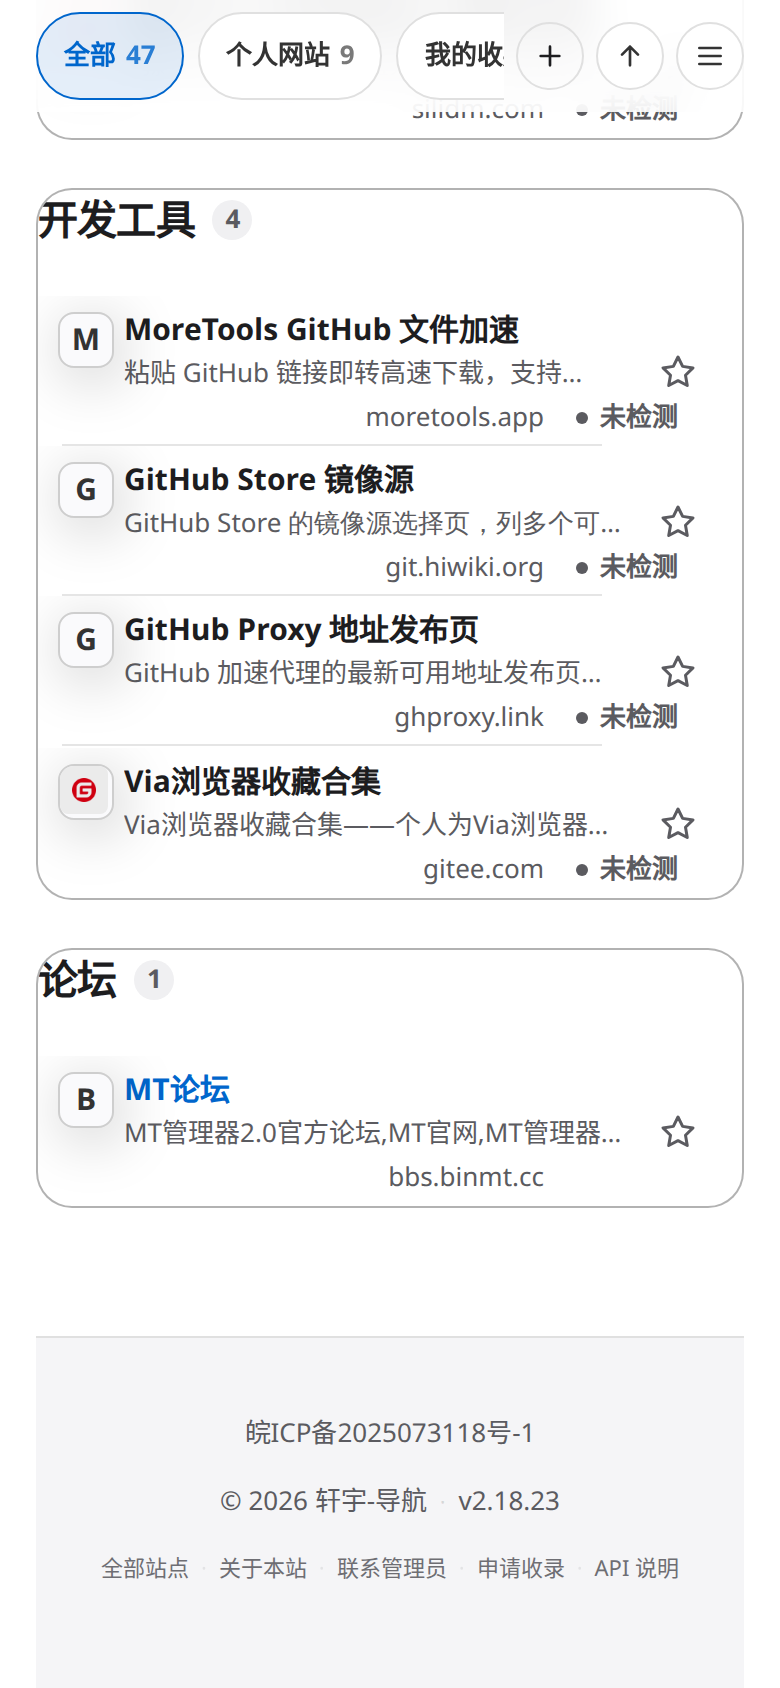 全部 47
个人网站 9
我的收
silidm.com 未检测
开发工具 4
M
MoreTools GitHub 文件加速
粘贴 GitHub 链接即转高速下载，支持...
moretools.app 未检测
G
GitHub Store 镜像源
GitHub Store 的镜像源选择页，列多个可...
git.hiwiki.org 未检测
G
GitHub Proxy 地址发布页
GitHub 加速代理的最新可用地址发布页...
ghproxy.link 未检测
G
Via浏览器收藏合集
Via浏览器收藏合集——个人为Via浏览器...
gitee.com 未检测
论坛 1
B
MT论坛
MT管理器2.0官方论坛,MT官网,MT管理器...
bbs.binmt.cc
皖ICP备2025073118号-1
© 2026 轩宇-导航 · v2.18.23
全部站点 · 关于本站 · 联系管理员 · 申请收录 · API 说明